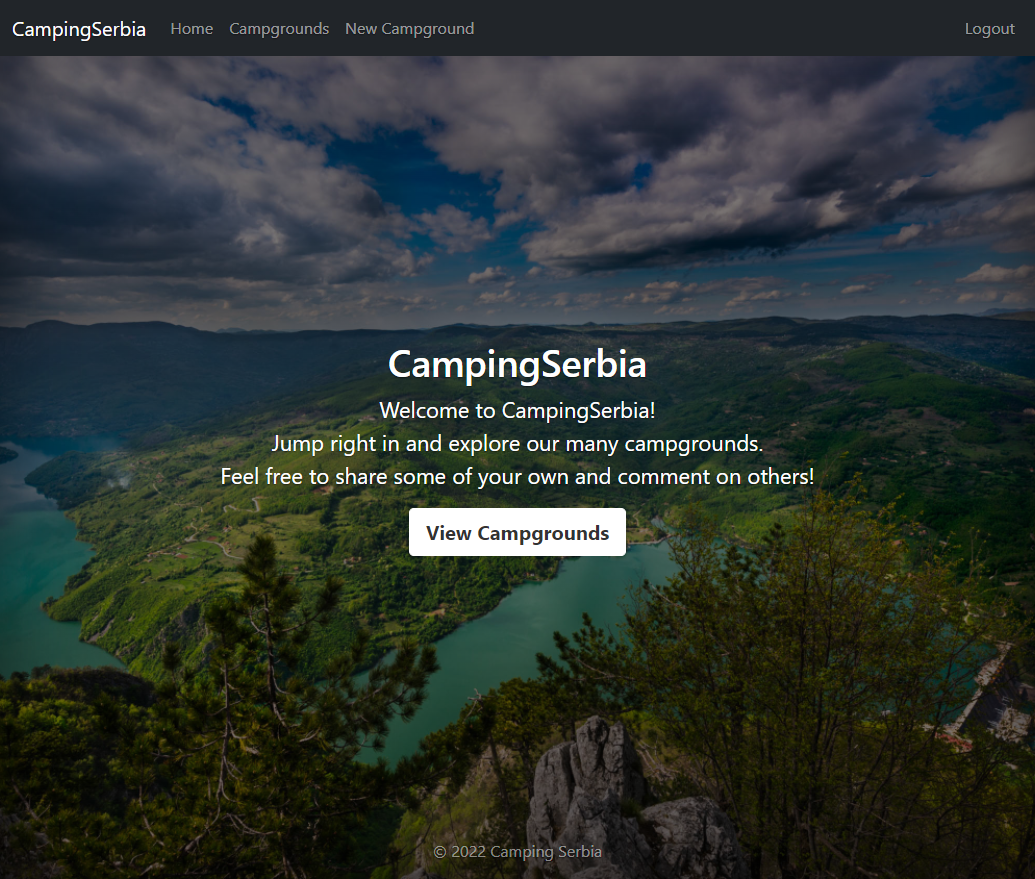 CampingSerbia Home Campgrounds New Campground Logout
CampingSerbia
Welcome to CampingSerbia!
Jump right in and explore our many campgrounds.
Feel free to share some of your own and comment on others!
View Campgrounds
© 2022 Camping Serbia